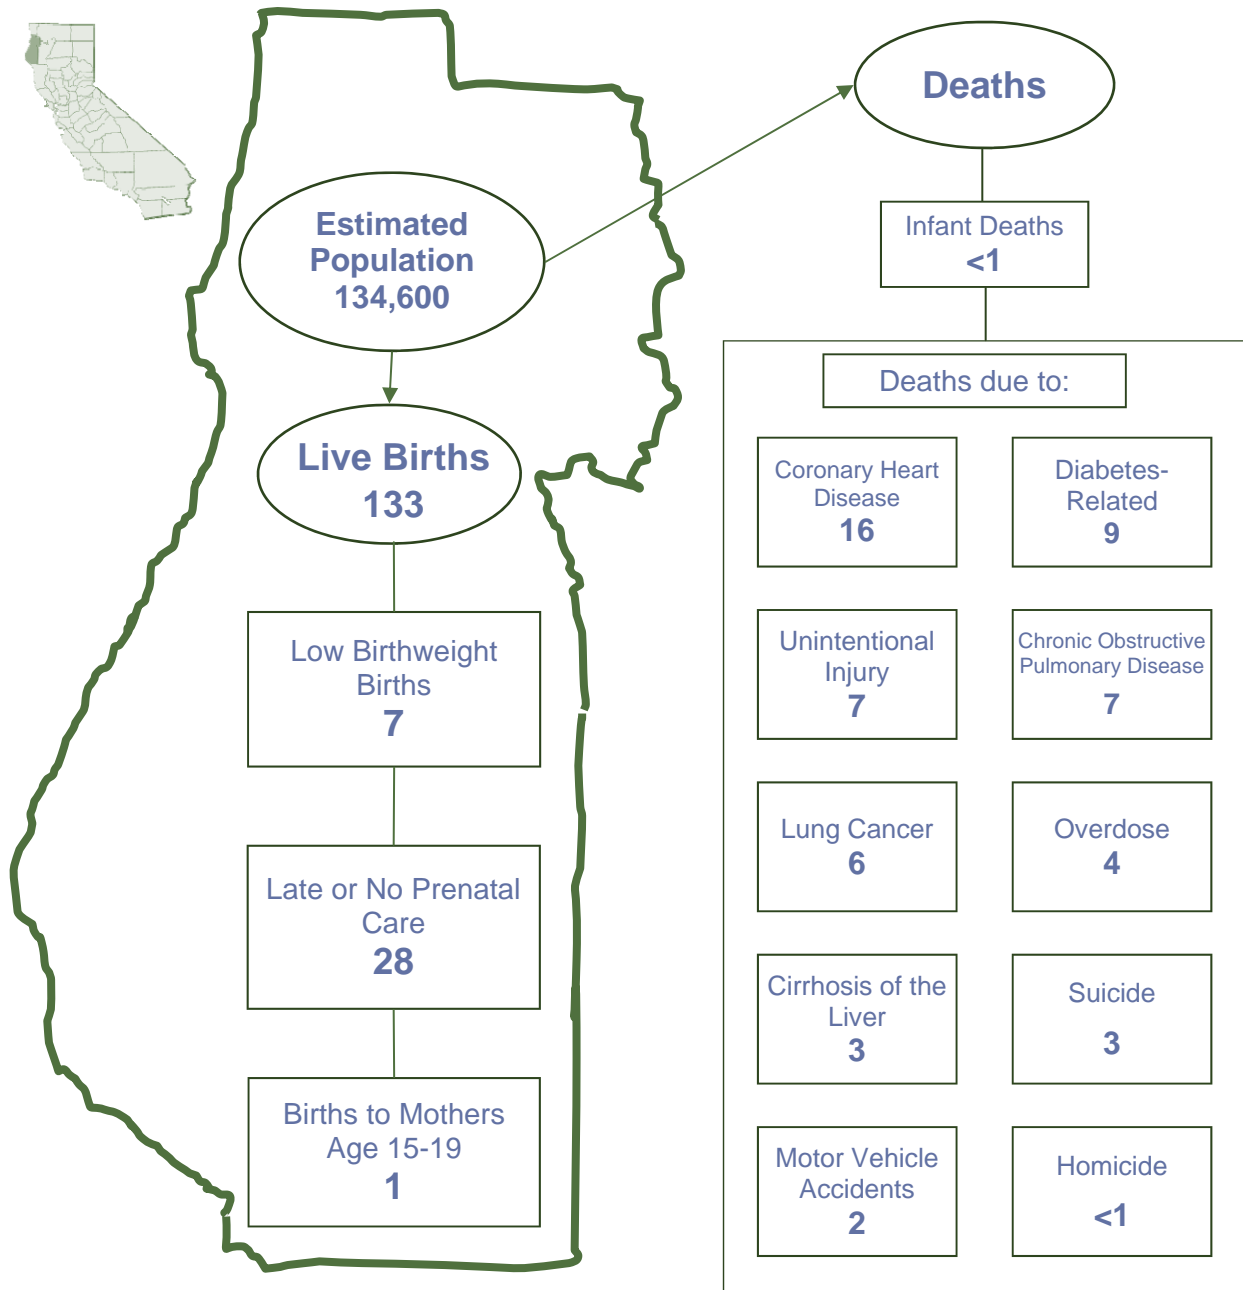 Estimated
Population
134,600
Live Births
133
Low Birthweight
Births
7
Late or No Prenatal
Care
28
Births to Mothers
Age 15-19
1
Deaths
Infant Deaths
<1
Deaths due to:
Coronary Heart
Disease
16
Diabetes-
Related
9
Unintentional
Injury
7
Chronic Obstructive
Pulmonary Disease
7
Lung Cancer
6
Overdose
4
Cirrhosis of the
Liver
3
Suicide
3
Motor Vehicle
Accidents
2
Homicide
<1